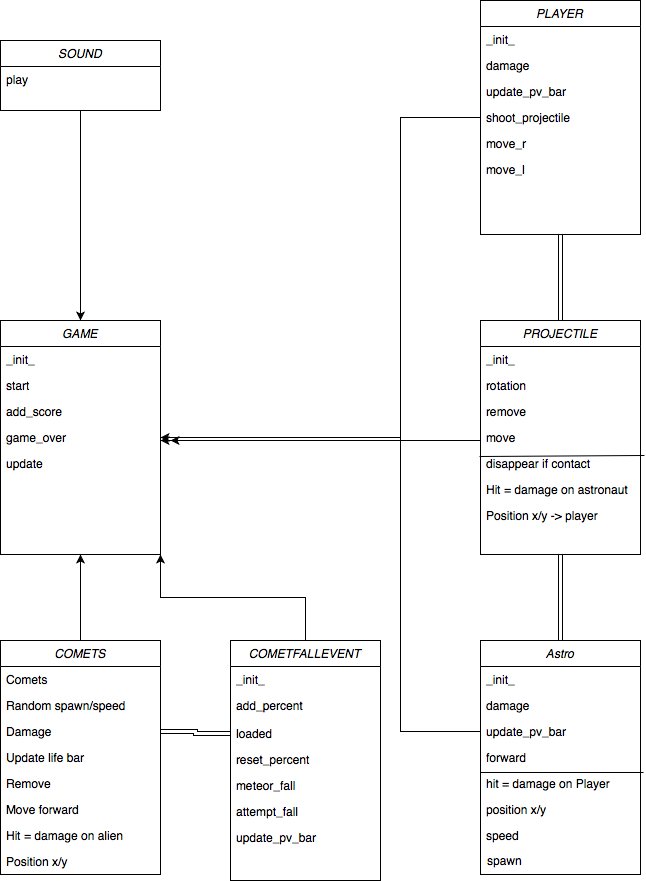 SOUND
play
PLAYER
_init_
damage
update_pv_bar
shoot_projectile
move_r
move_l
GAME
_init_
start
add_score
game_over
update
PROJECTILE
_init_
rotation
remove
move
disappear if contact
Hit = damage on astronaut
Position x/y -> player
COMETS
Comets
Random spawn/speed
Damage
Update life bar
Remove
Move forward
Hit = damage on alien
Position x/y
COMETFALLEVENT
_init_
add_percent
loaded
reset_percent
meteor_fall
attempt_fall
update_pv_bar
Astro
_init_
damage
update_pv_bar
forward
hit = damage on Player
position x/y
speed
spawn